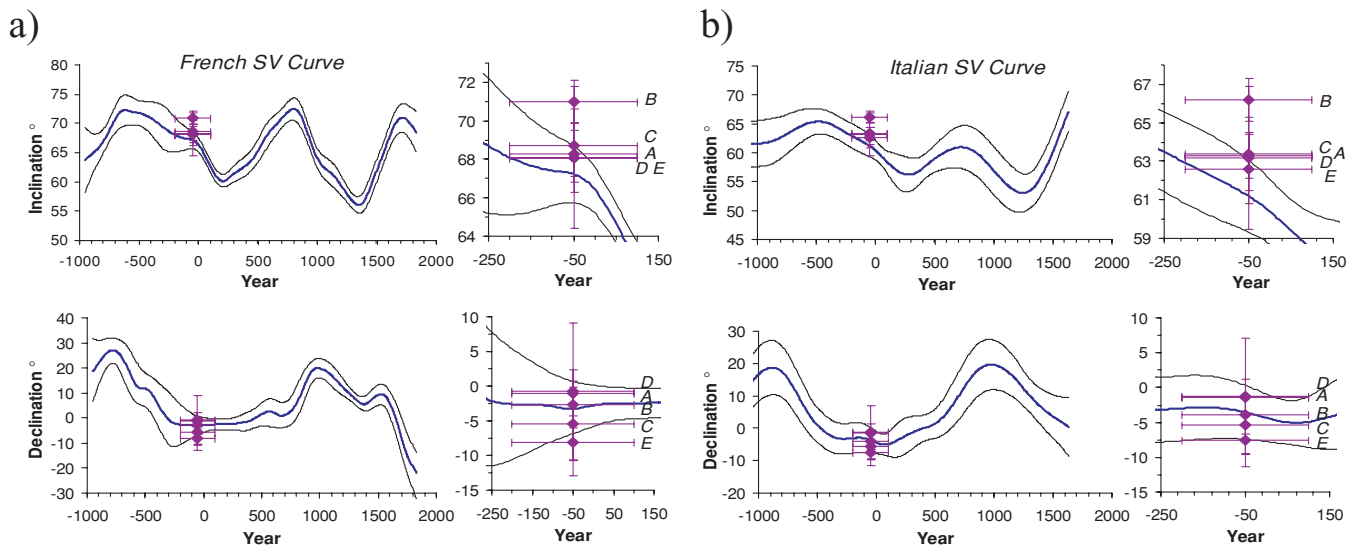 a)
French SV Curve
Inclination °
80
75
70
65
60
55
50
-1000 -500 0 500 1000 1500 2000
Year
72
70
68
66
64
-250 -50 150
Year
B
C
A
D E
Declination °
40
30
20
10
0
-10
-20
-30
-1000 -500 0 500 1000 1500 2000
Year
10
5
0
-5
-10
-15
-250 -150 -50 50 150
Year
D
A
B
C
E
b)
Italian SV Curve
Inclination °
75
70
65
60
55
50
45
-1000 -500 0 500 1000 1500 2000
Year
67
65
63
61
59
-250 -50 150
Year
B
C A
D
E
Declination °
30
20
10
0
-10
-20
-1000 -500 0 500 1000 1500 2000
Year
10
5
0
-5
-10
-15
-250 -150 -50 50 150
Year
D
A
B
C
E